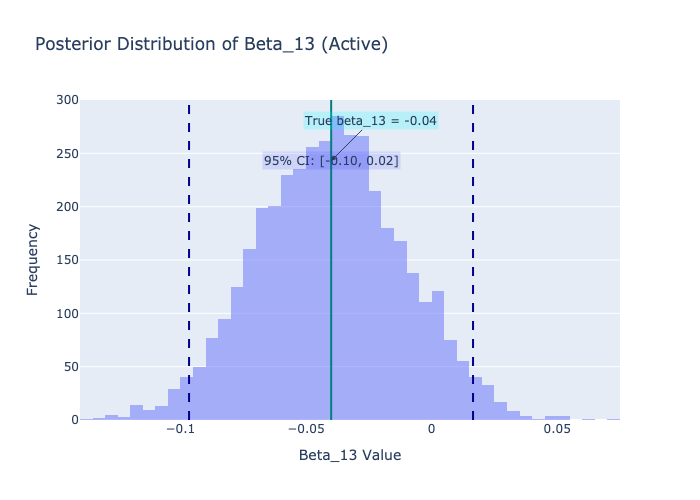 Posterior Distribution of Beta_13 (Active)
300
True beta_13 = -0.04
250
95% CI: [-0.10, 0.02]
200
150
100
50
0
Frequency
−0.1
−0.05
0
0.05
Beta_13 Value